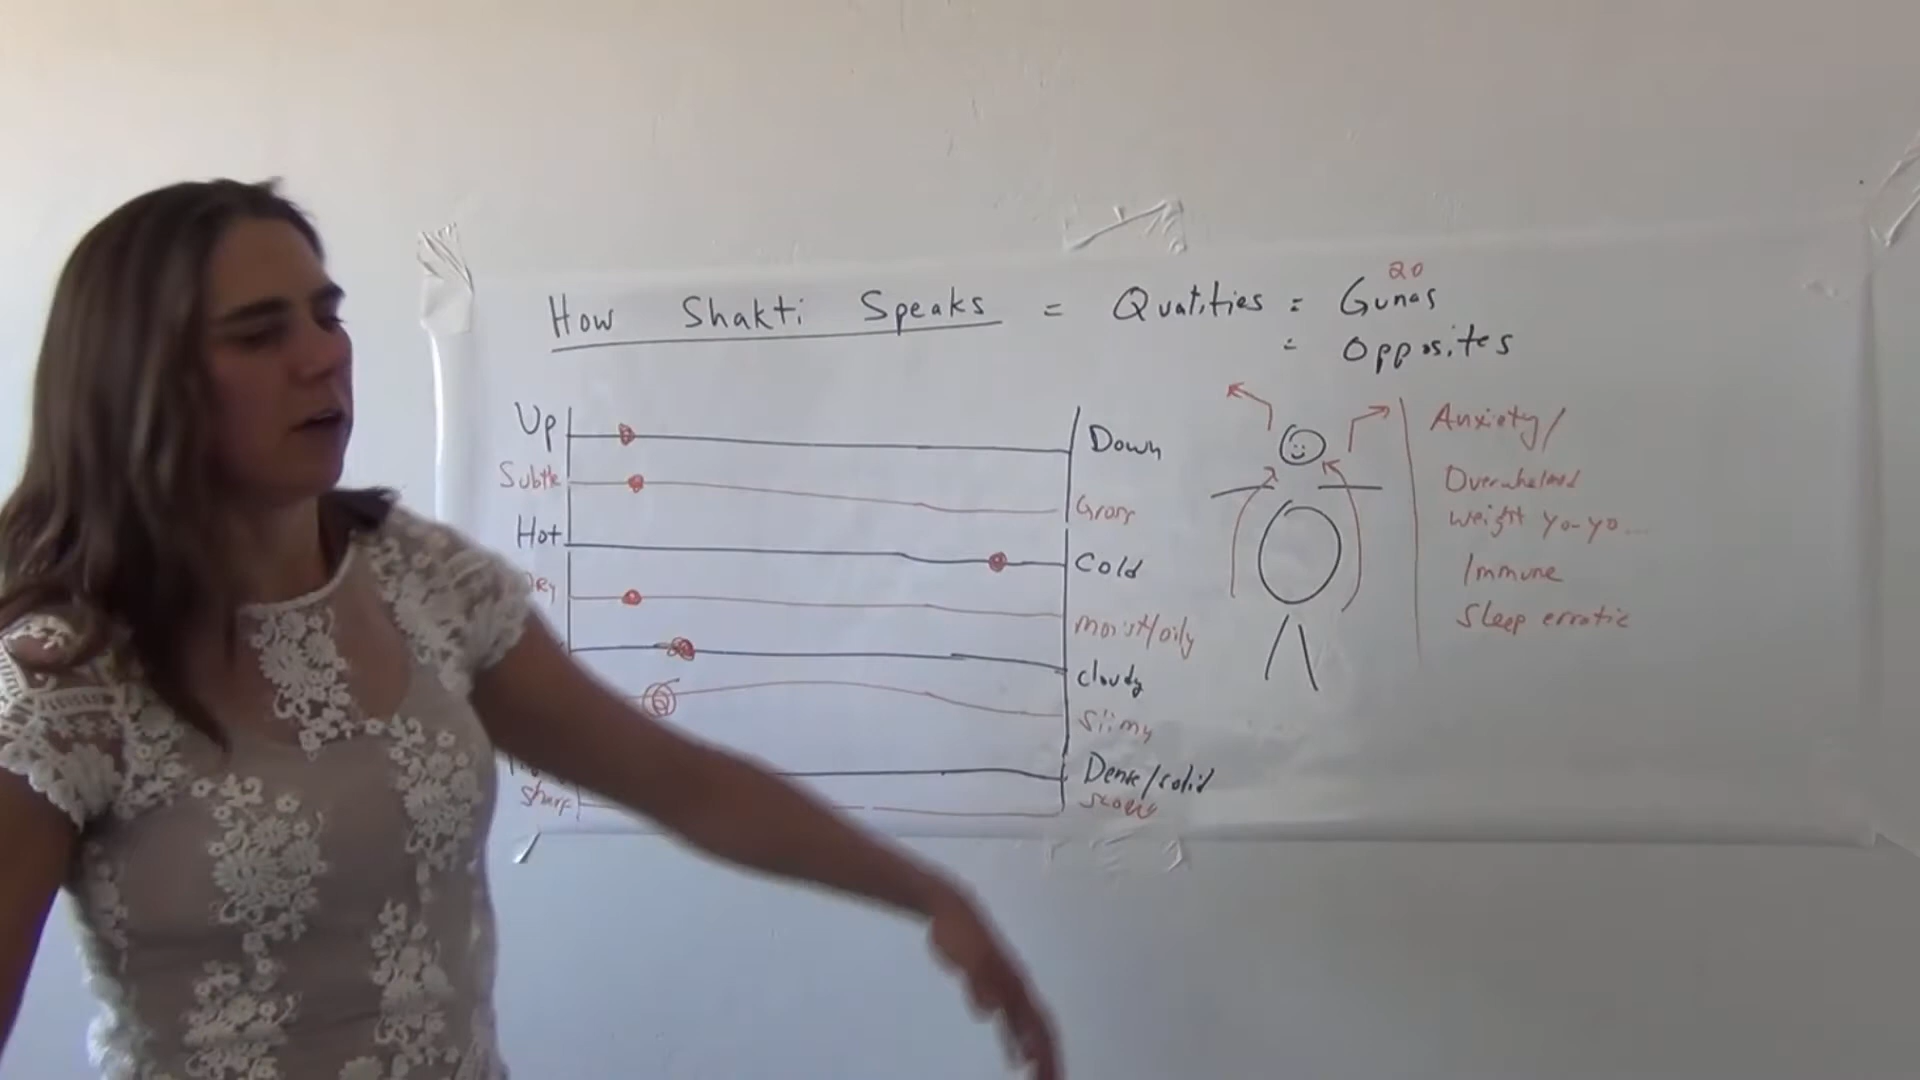 20
How Shakti Speaks = Qualities = Gunas
= Opposites
Up Down
Subtle Gross
Hot Cold
Dry Moist/oily
cloudy
Slimy
Dense/solid
Sharp
Anxiety/
Overwhelmed
Weight yo-yo...
Immune
Sleep erratic